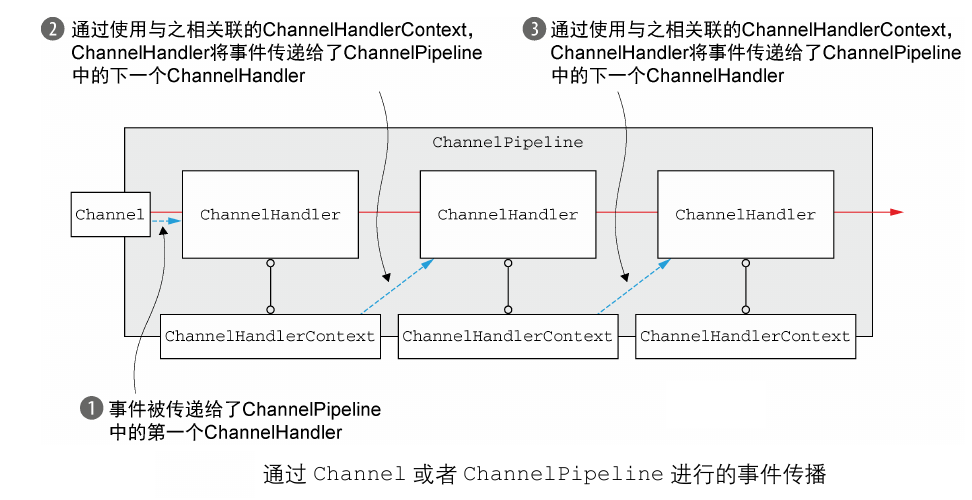 ❷ 通过使用与之相关联的ChannelHandlerContext,
ChannelHandler将事件传递给了ChannelPipeline
中的下一个ChannelHandler
❸ 通过使用与之相关联的ChannelHandlerContext,
ChannelHandler将事件传递给了ChannelPipeline
中的下一个ChannelHandler
ChannelPipeline
Channel
ChannelHandler
ChannelHandler
ChannelHandler
ChannelHandlerContext
ChannelHandlerContext
ChannelHandlerContext
❶ 事件被传递给了ChannelPipeline
中的第一个ChannelHandler
通过 Channel 或者 ChannelPipeline 进行的事件传播